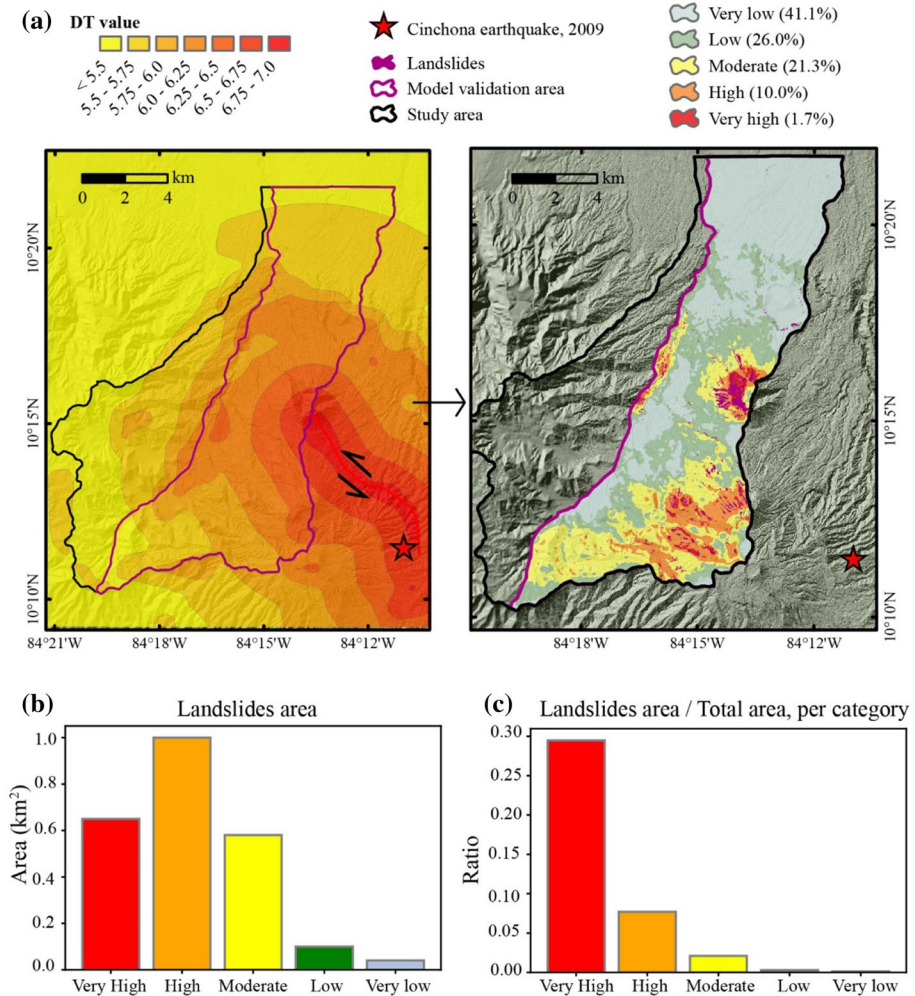 (a)
DT value
< 5.5
5.5 - 5.75
5.75 - 6.0
6.0 - 6.25
6.25 - 6.5
6.5 - 6.75
6.75 - 7.0
Cinchona earthquake, 2009
Landslides
Model validation area
Study area
Very low (41.1%)
Low (26.0%)
Moderate (21.3%)
High (10.0%)
Very high (1.7%)
km
0 2 4
10°20'N
10°15'N
10°10'N
84°21'W 84°18'W 84°15'W 84°12'W
km
0 2 4
10°20'N
10°15'N
10°10'N
84°18'W 84°15'W 84°12'W
(b)
Landslides area
Area (km²)
1.0
0.8
0.6
0.4
0.2
0.0
Very High High Moderate Low Very low
(c)
Landslides area / Total area, per category
Ratio
0.30
0.25
0.20
0.15
0.10
0.05
0.00
Very High High Moderate Low Very low